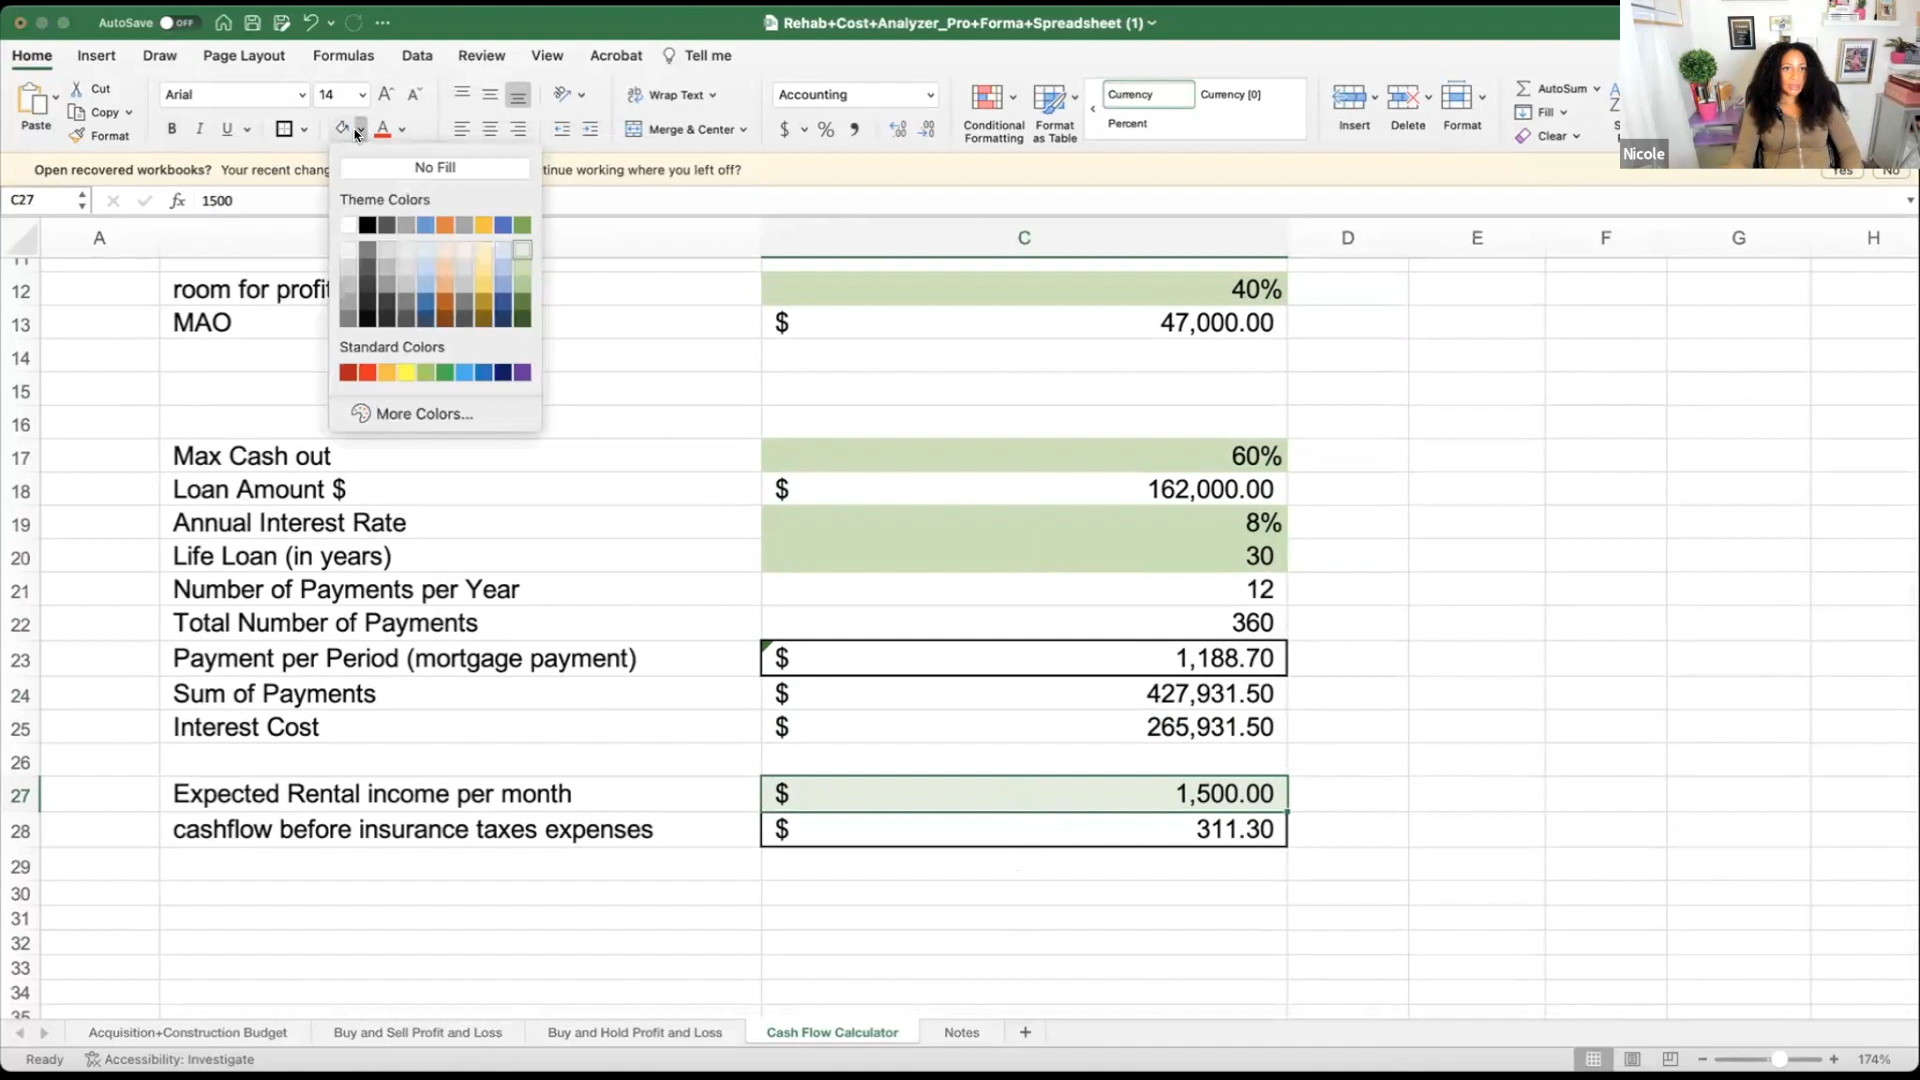 AutoSave OFF
Rehab+Cost+Analyzer_Pro+Forma+Spreadsheet (1)
Home Insert Draw Page Layout Formulas Data Review View Acrobat Tell me
Paste Cut Copy Format
Arial 14 A A
B I U A
Wrap Text
Merge & Center
Accounting
$ %
Conditional Formatting
Format as Table
Currency Currency [0]
Percent
Insert Delete Format
AutoSum
Fill
Clear
Nicole
Open recovered workbooks? Your recent chang
tinue working where you left off?
Yes No
C27 fx 1500
No Fill
Theme Colors
Standard Colors
More Colors...
A C D E F G H
12 room for profit 40%
13 MAO $ 47,000.00
14
15
16
17 Max Cash out 60%
18 Loan Amount $ $ 162,000.00
19 Annual Interest Rate 8%
20 Life Loan (in years) 30
21 Number of Payments per Year 12
22 Total Number of Payments 360
23 Payment per Period (mortgage payment) $ 1,188.70
24 Sum of Payments $ 427,931.50
25 Interest Cost $ 265,931.50
26
27 Expected Rental income per month $ 1,500.00
28 cashflow before insurance taxes expenses $ 311.30
29
30
31
32
33
34
35
Acquisition+Construction Budget Buy and Sell Profit and Loss Buy and Hold Profit and Loss Cash Flow Calculator Notes +
Ready Accessibility: Investigate 174%